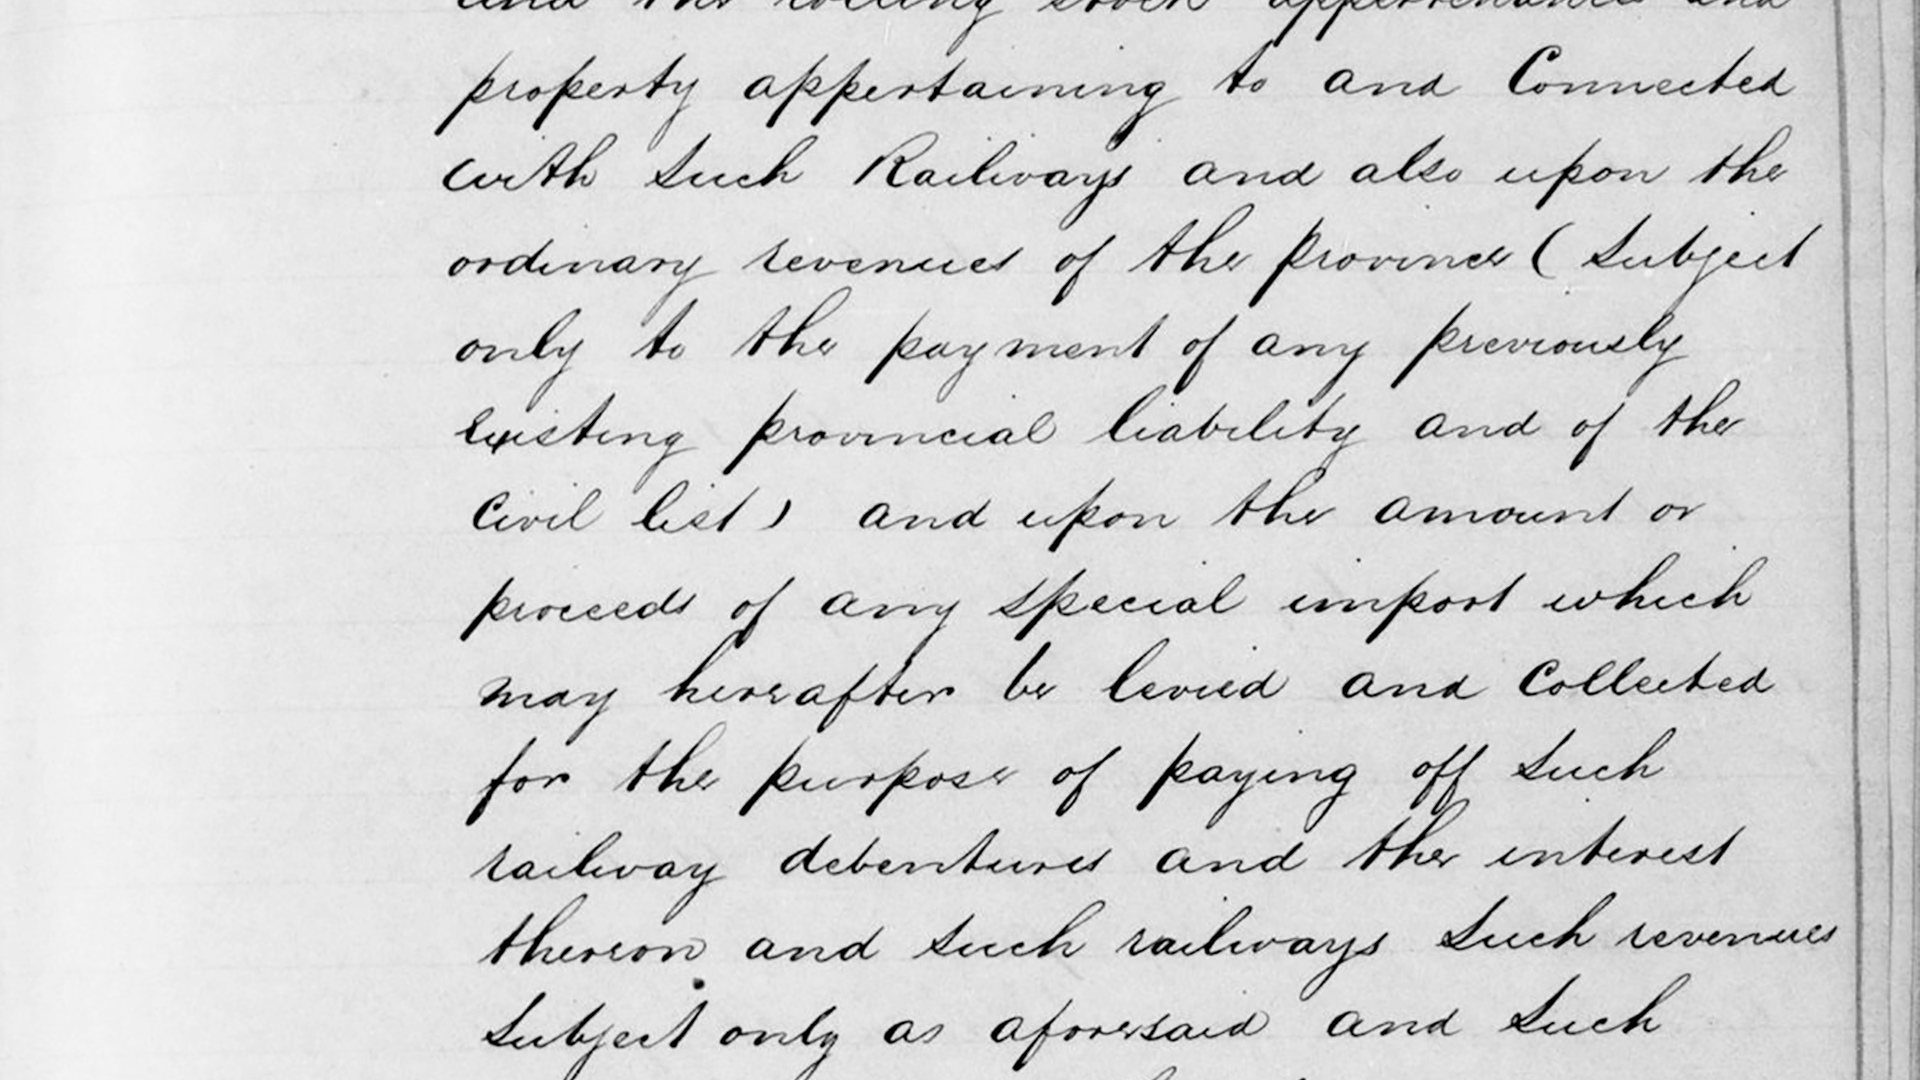 and the rolling stock appurtenances and
property appertaining to and Connected
with such Railways and also upon the
ordinary revenues of the province (Subject
only to the payment of any previously
existing provincial liability and of the
Civil list) and upon the amount or
proceeds of any special impost which
may hereafter be levied and Collected
for the purpose of paying off such
railway debentures and the interest
thereon and such railways such revenues
subject only as aforesaid and such